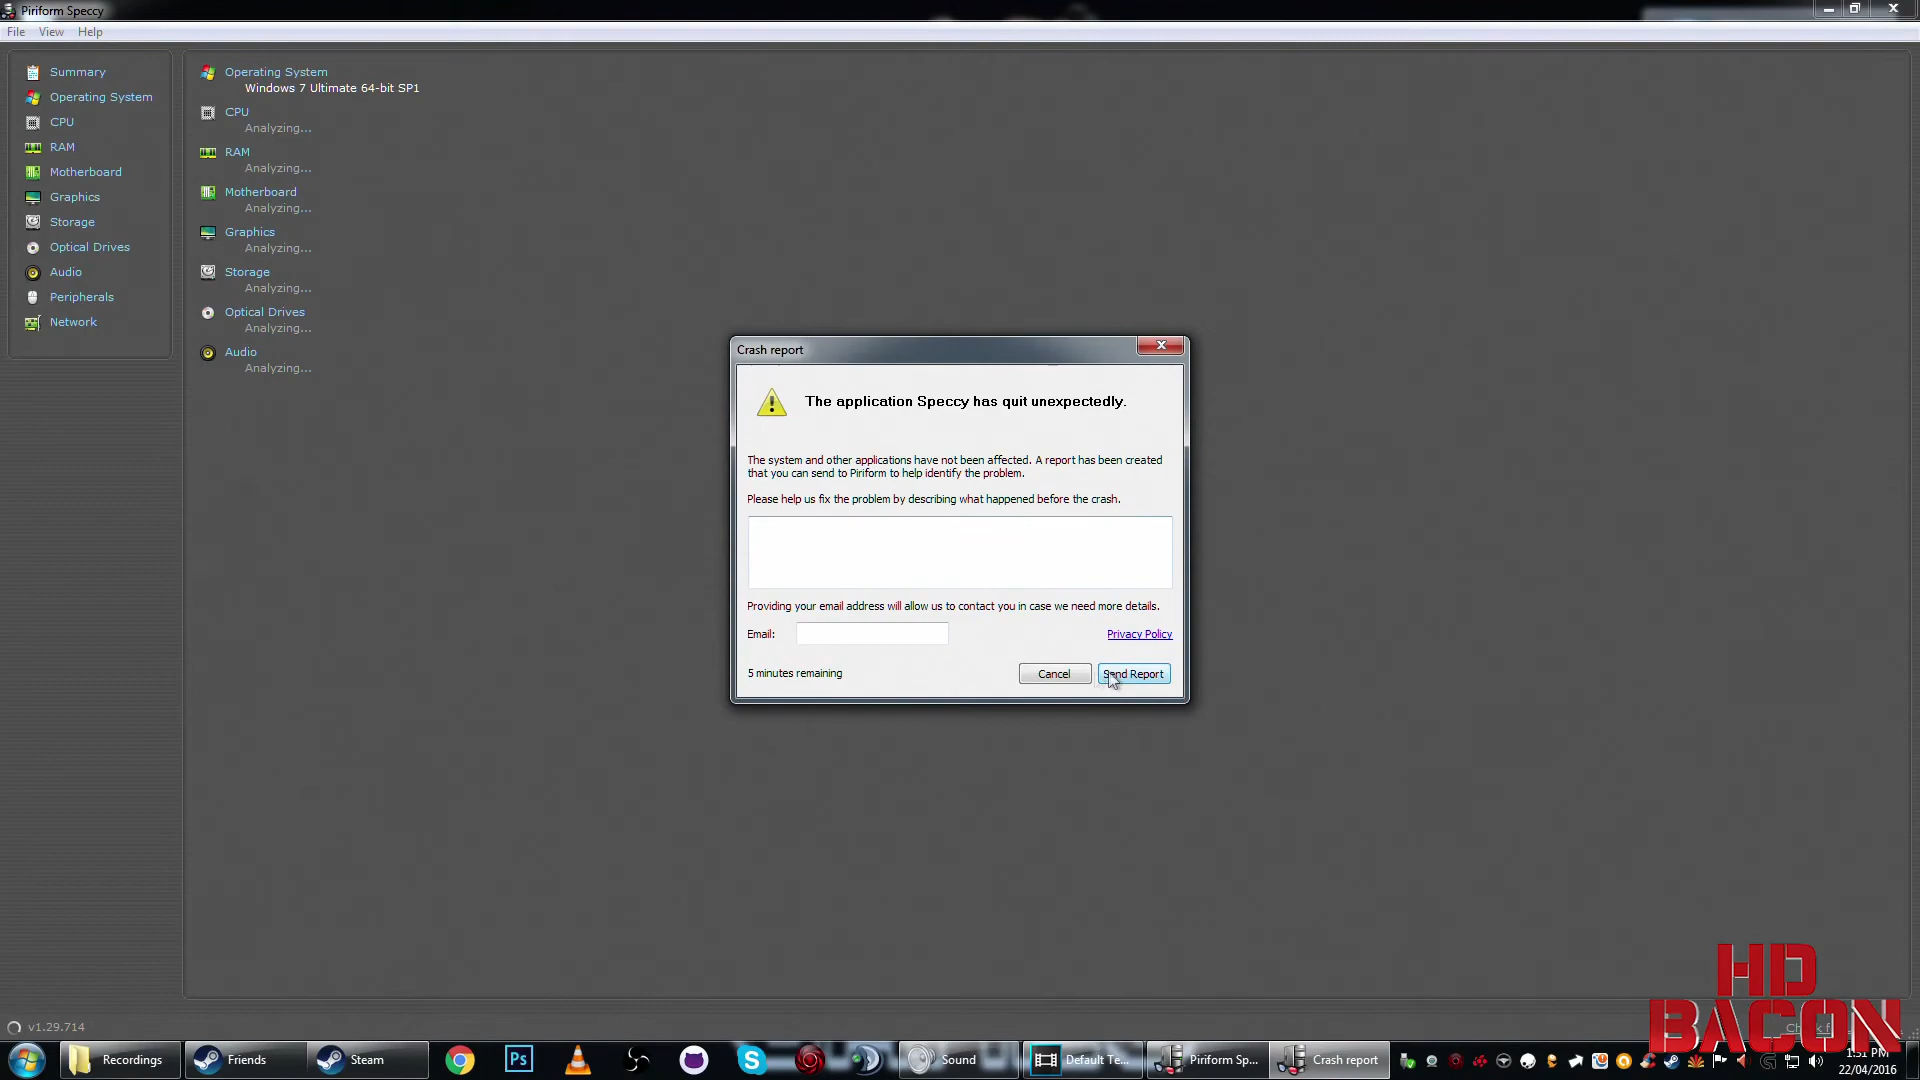 Piriform Speccy
File View Help
Summary
Operating System
CPU
RAM
Motherboard
Graphics
Storage
Optical Drives
Audio
Peripherals
Network
Operating System
Windows 7 Ultimate 64-bit SP1
CPU
Analyzing...
RAM
Analyzing...
Motherboard
Analyzing...
Graphics
Analyzing...
Storage
Analyzing...
Optical Drives
Analyzing...
Audio
Analyzing...
Crash report
The application Speccy has quit unexpectedly.
The system and other applications have not been affected. A report has been created
that you can send to Piriform to help identify the problem.
Please help us fix the problem by describing what happened before the crash.
Providing your email address will allow us to contact you in case we need more details.
Email:
Privacy Policy
5 minutes remaining
Cancel
Send Report
v1.29.714
HD
BACON
Recordings
Friends
Steam
Ps
Sound
Default Te...
Piriform Sp...
Crash report
1:51 PM
22/04/2016